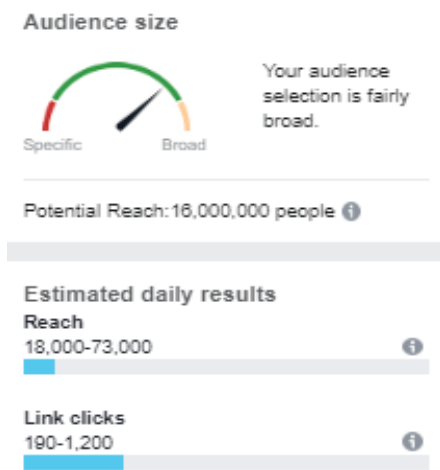 Audience size
Your audience
selection is fairly
broad.
Specific
Broad
Potential Reach: 16,000,000 people
Estimated daily results
Reach
18,000-73,000
Link clicks
190-1,200